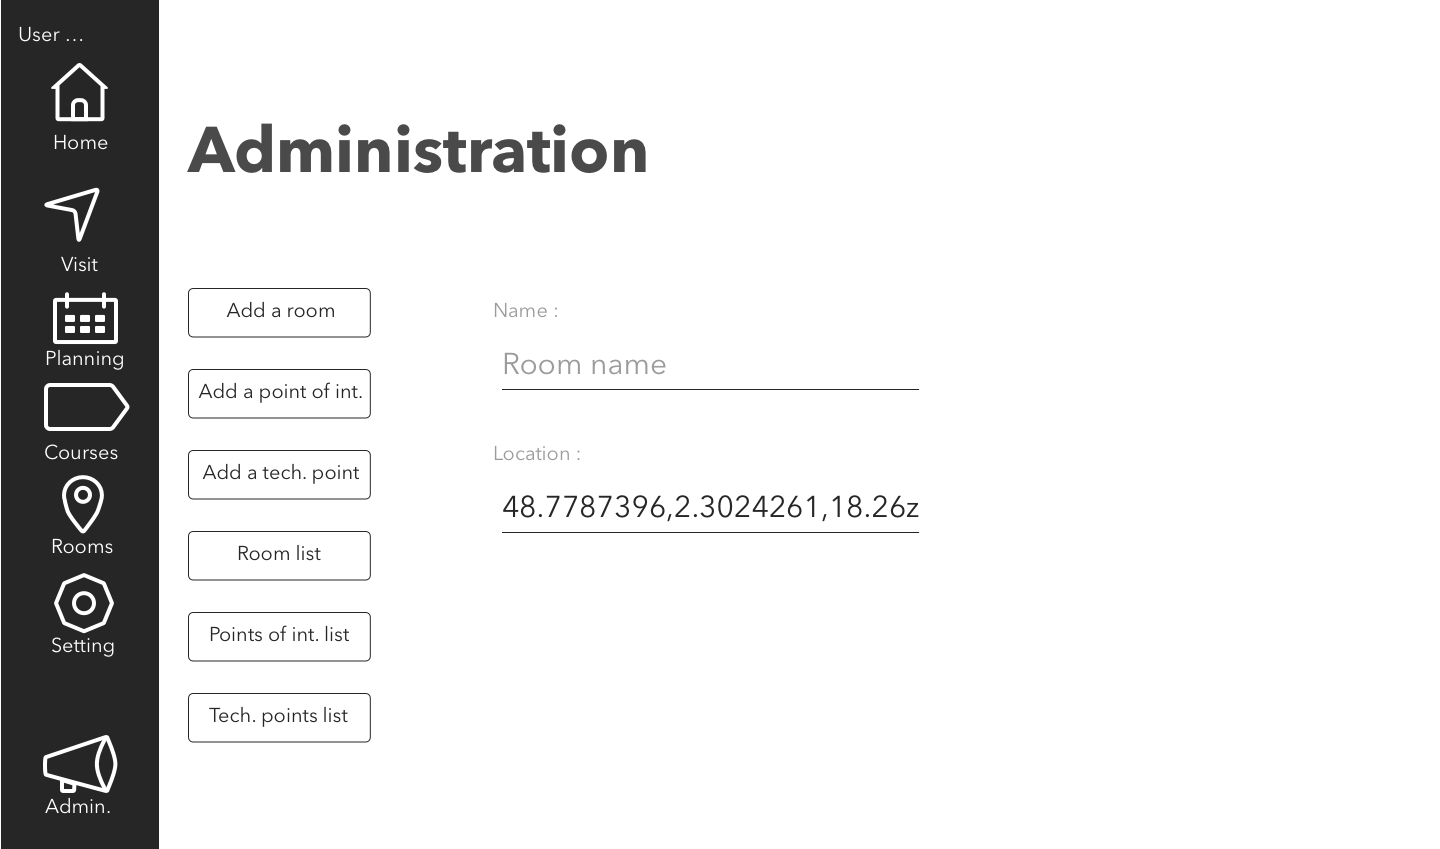 User ...
Home
Visit
Planning
Courses
Rooms
Setting
Admin.
Administration
Add a room
Add a point of int.
Add a tech. point
Room list
Points of int. list
Tech. points list
Name :
Room name
Location :
48.7787396,2.3024261,18.26z